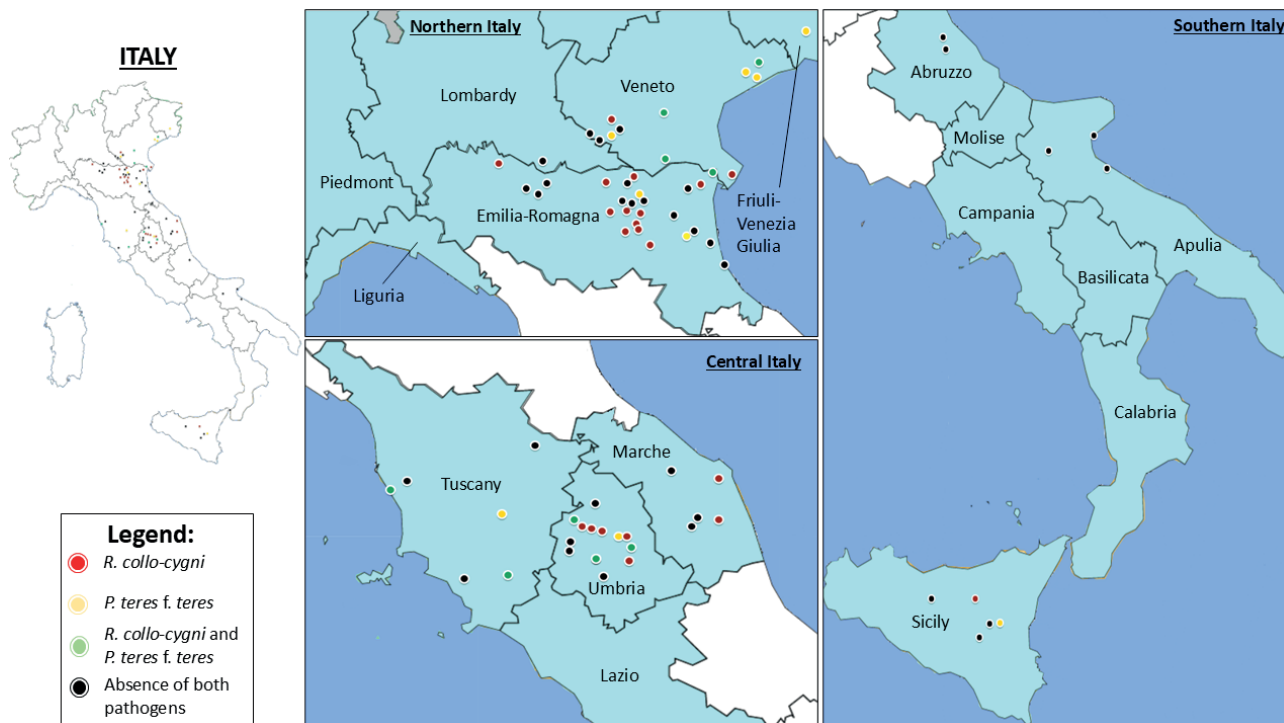 ITALY
Legend:
R. collo-cygni
P. teres f. teres
R. collo-cygni and
P. teres f. teres
Absence of both
pathogens
Northern Italy
Lombardy
Veneto
Piedmont
Emilia-Romagna
Friuli-
Venezia
Giulia
Liguria
Central Italy
Marche
Tuscany
Umbria
Lazio
Southern Italy
Abruzzo
Molise
Campania
Apulia
Basilicata
Calabria
Sicily